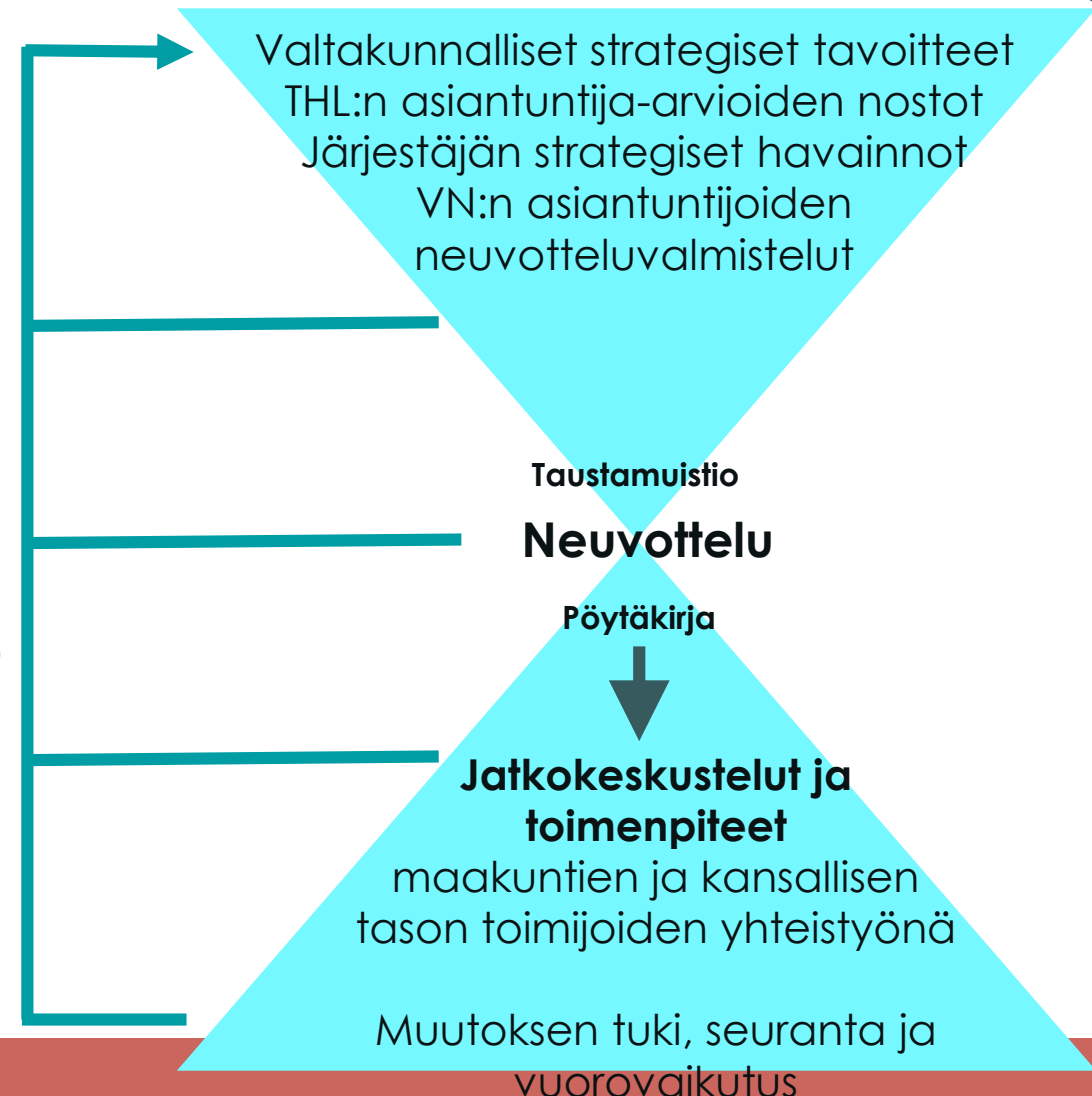 Valtakunnalliset strategiset tavoitteet
THL:n asiantuntija-arvioiden nostot
Järjestäjän strategiset havainnot
VN:n asiantuntijoiden
neuvotteluvalmistelut
Taustamuistio
Neuvottelu
Pöytäkirja
Jatkokeskustelut ja
toimenpiteet
maakuntien ja kansallisen
tason toimijoiden yhteistyönä
Muutoksen tuki, seuranta ja
vuorovaikutus